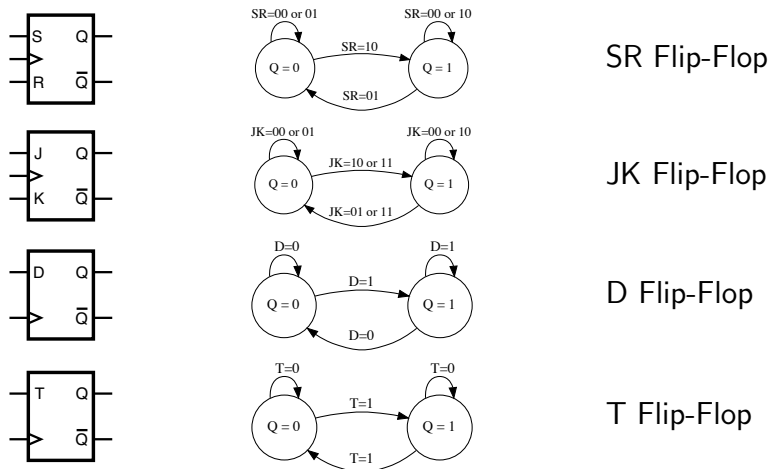 S Q
R Q̅
SR=00 or 01
SR=00 or 10
Q = 0
SR=10
Q = 1
SR=01
SR Flip-Flop
J Q
K Q̅
JK=00 or 01
JK=00 or 10
Q = 0
JK=10 or 11
Q = 1
JK=01 or 11
JK Flip-Flop
D Q
Q̅
D=0
D=1
Q = 0
D=1
Q = 1
D=0
D Flip-Flop
T Q
Q̅
T=0
T=0
Q = 0
T=1
Q = 1
T=1
T Flip-Flop